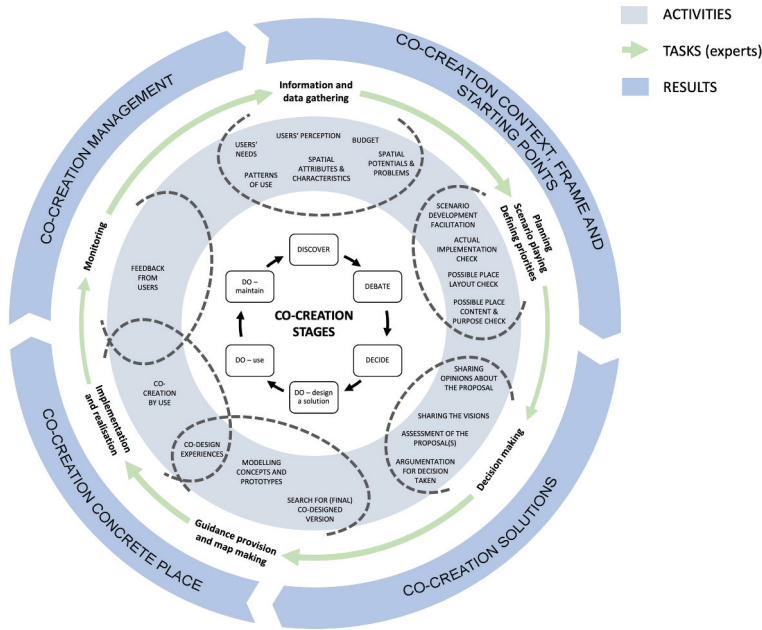 ACTIVITIES
TASKS (experts)
RESULTS
CO-CREATION CONTEXT, FRAME AND
STARTING POINTS
CO-CREATION SOLUTIONS
CO-CREATION CONCRETE PLACE
CO-CREATION MANAGEMENT
Information and
data gathering
Planning
Scenario playing
Defining priorities
Decision making
Guidance provision
and map making
Implementation
and realisation
Monitoring
USERS'
NEEDS
USERS' PERCEPTION
BUDGET
PATTERNS
OF USE
SPATIAL
ATTRIBUTES &
CHARACTERISTICS
SPATIAL
POTENTIALS &
PROBLEMS
SCENARIO
DEVELOPMENT
FACILITATION
ACTUAL
IMPLEMENTATION
CHECK
POSSIBLE PLACE
LAYOUT CHECK
POSSIBLE PLACE
CONTENT &
PURPOSE CHECK
SHARING
OPINIONS ABOUT
THE PROPOSAL
SHARING THE VISIONS
ASSESSMENT OF THE
PROPOSAL(S)
ARGUMENTATION
FOR DECISION
TAKEN
MODELLING
CONCEPTS AND
PROTOTYPES
SEARCH FOR (FINAL)
CO-DESIGNED
VERSION
CO-DESIGN
EXPERIENCES
CO-
CREATION
BY USE
FEEDBACK
FROM
USERS
CO-CREATION
STAGES
DISCOVER
DEBATE
DECIDE
DO – design
a solution
DO – use
DO –
maintain